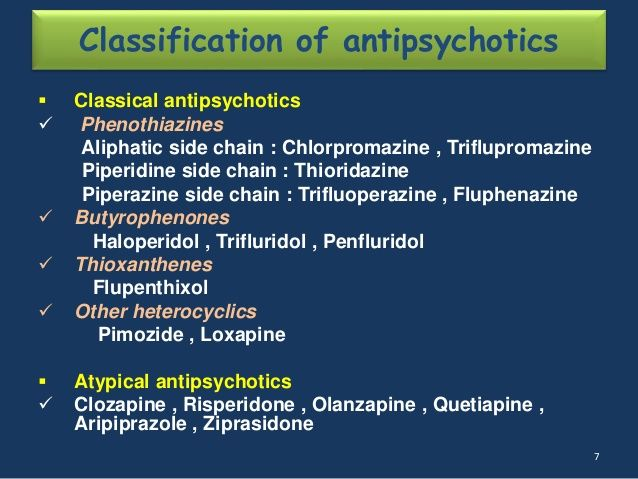 Classification of antipsychotics
▪ Classical antipsychotics
✓ Phenothiazines
Aliphatic side chain : Chlorpromazine , Triflupromazine
Piperidine side chain : Thioridazine
Piperazine side chain : Trifluoperazine , Fluphenazine
✓ Butyrophenones
Haloperidol , Trifluridol , Penfluridol
✓ Thioxanthenes
Flupenthixol
✓ Other heterocyclics
Pimozide , Loxapine
▪ Atypical antipsychotics
✓ Clozapine , Risperidone , Olanzapine , Quetiapine ,
Aripiprazole , Ziprasidone
7